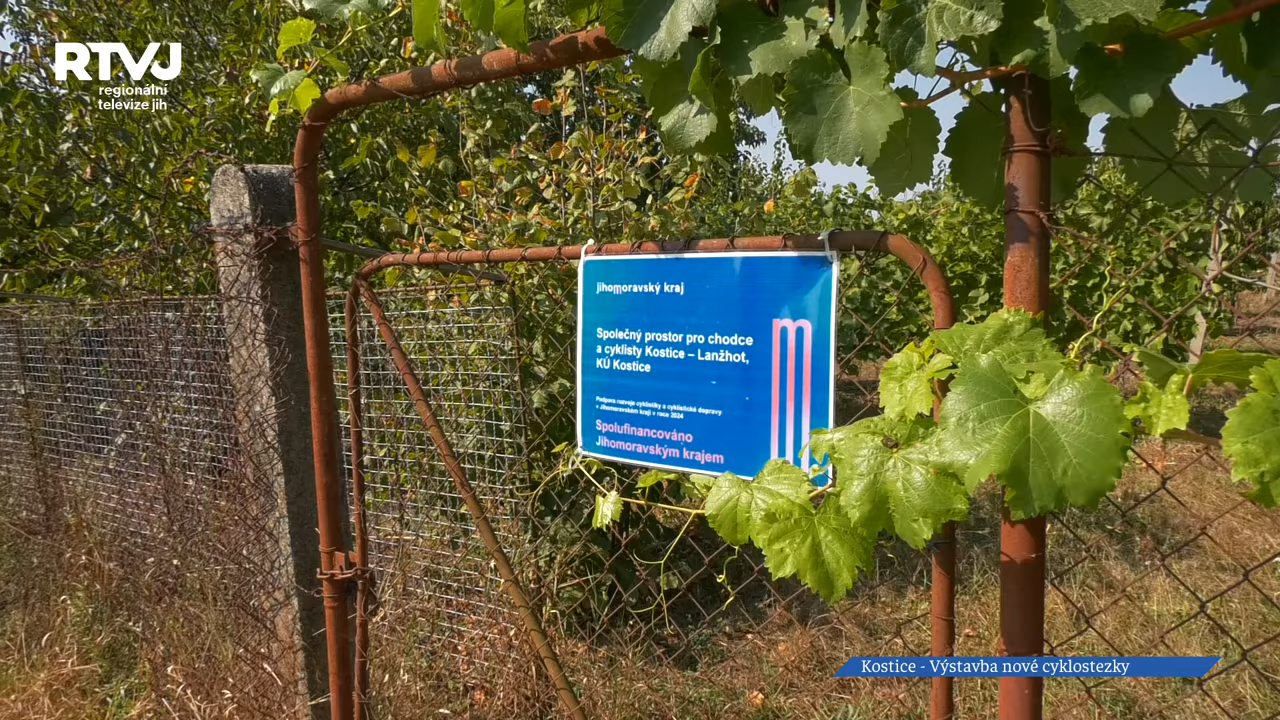 RTVJ
regionální
televize jih
jihomoravský kraj
Společný prostor pro chodce
a cyklisty Kostice – Lanžhot,
KÚ Kostice
Podpora rozvoje cyklistiky a cyklistické dopravy
v Jihomoravském kraji v roce 2024
Spolufinancováno
Jihomoravským krajem
Kostice - Výstavba nové cyklostezky